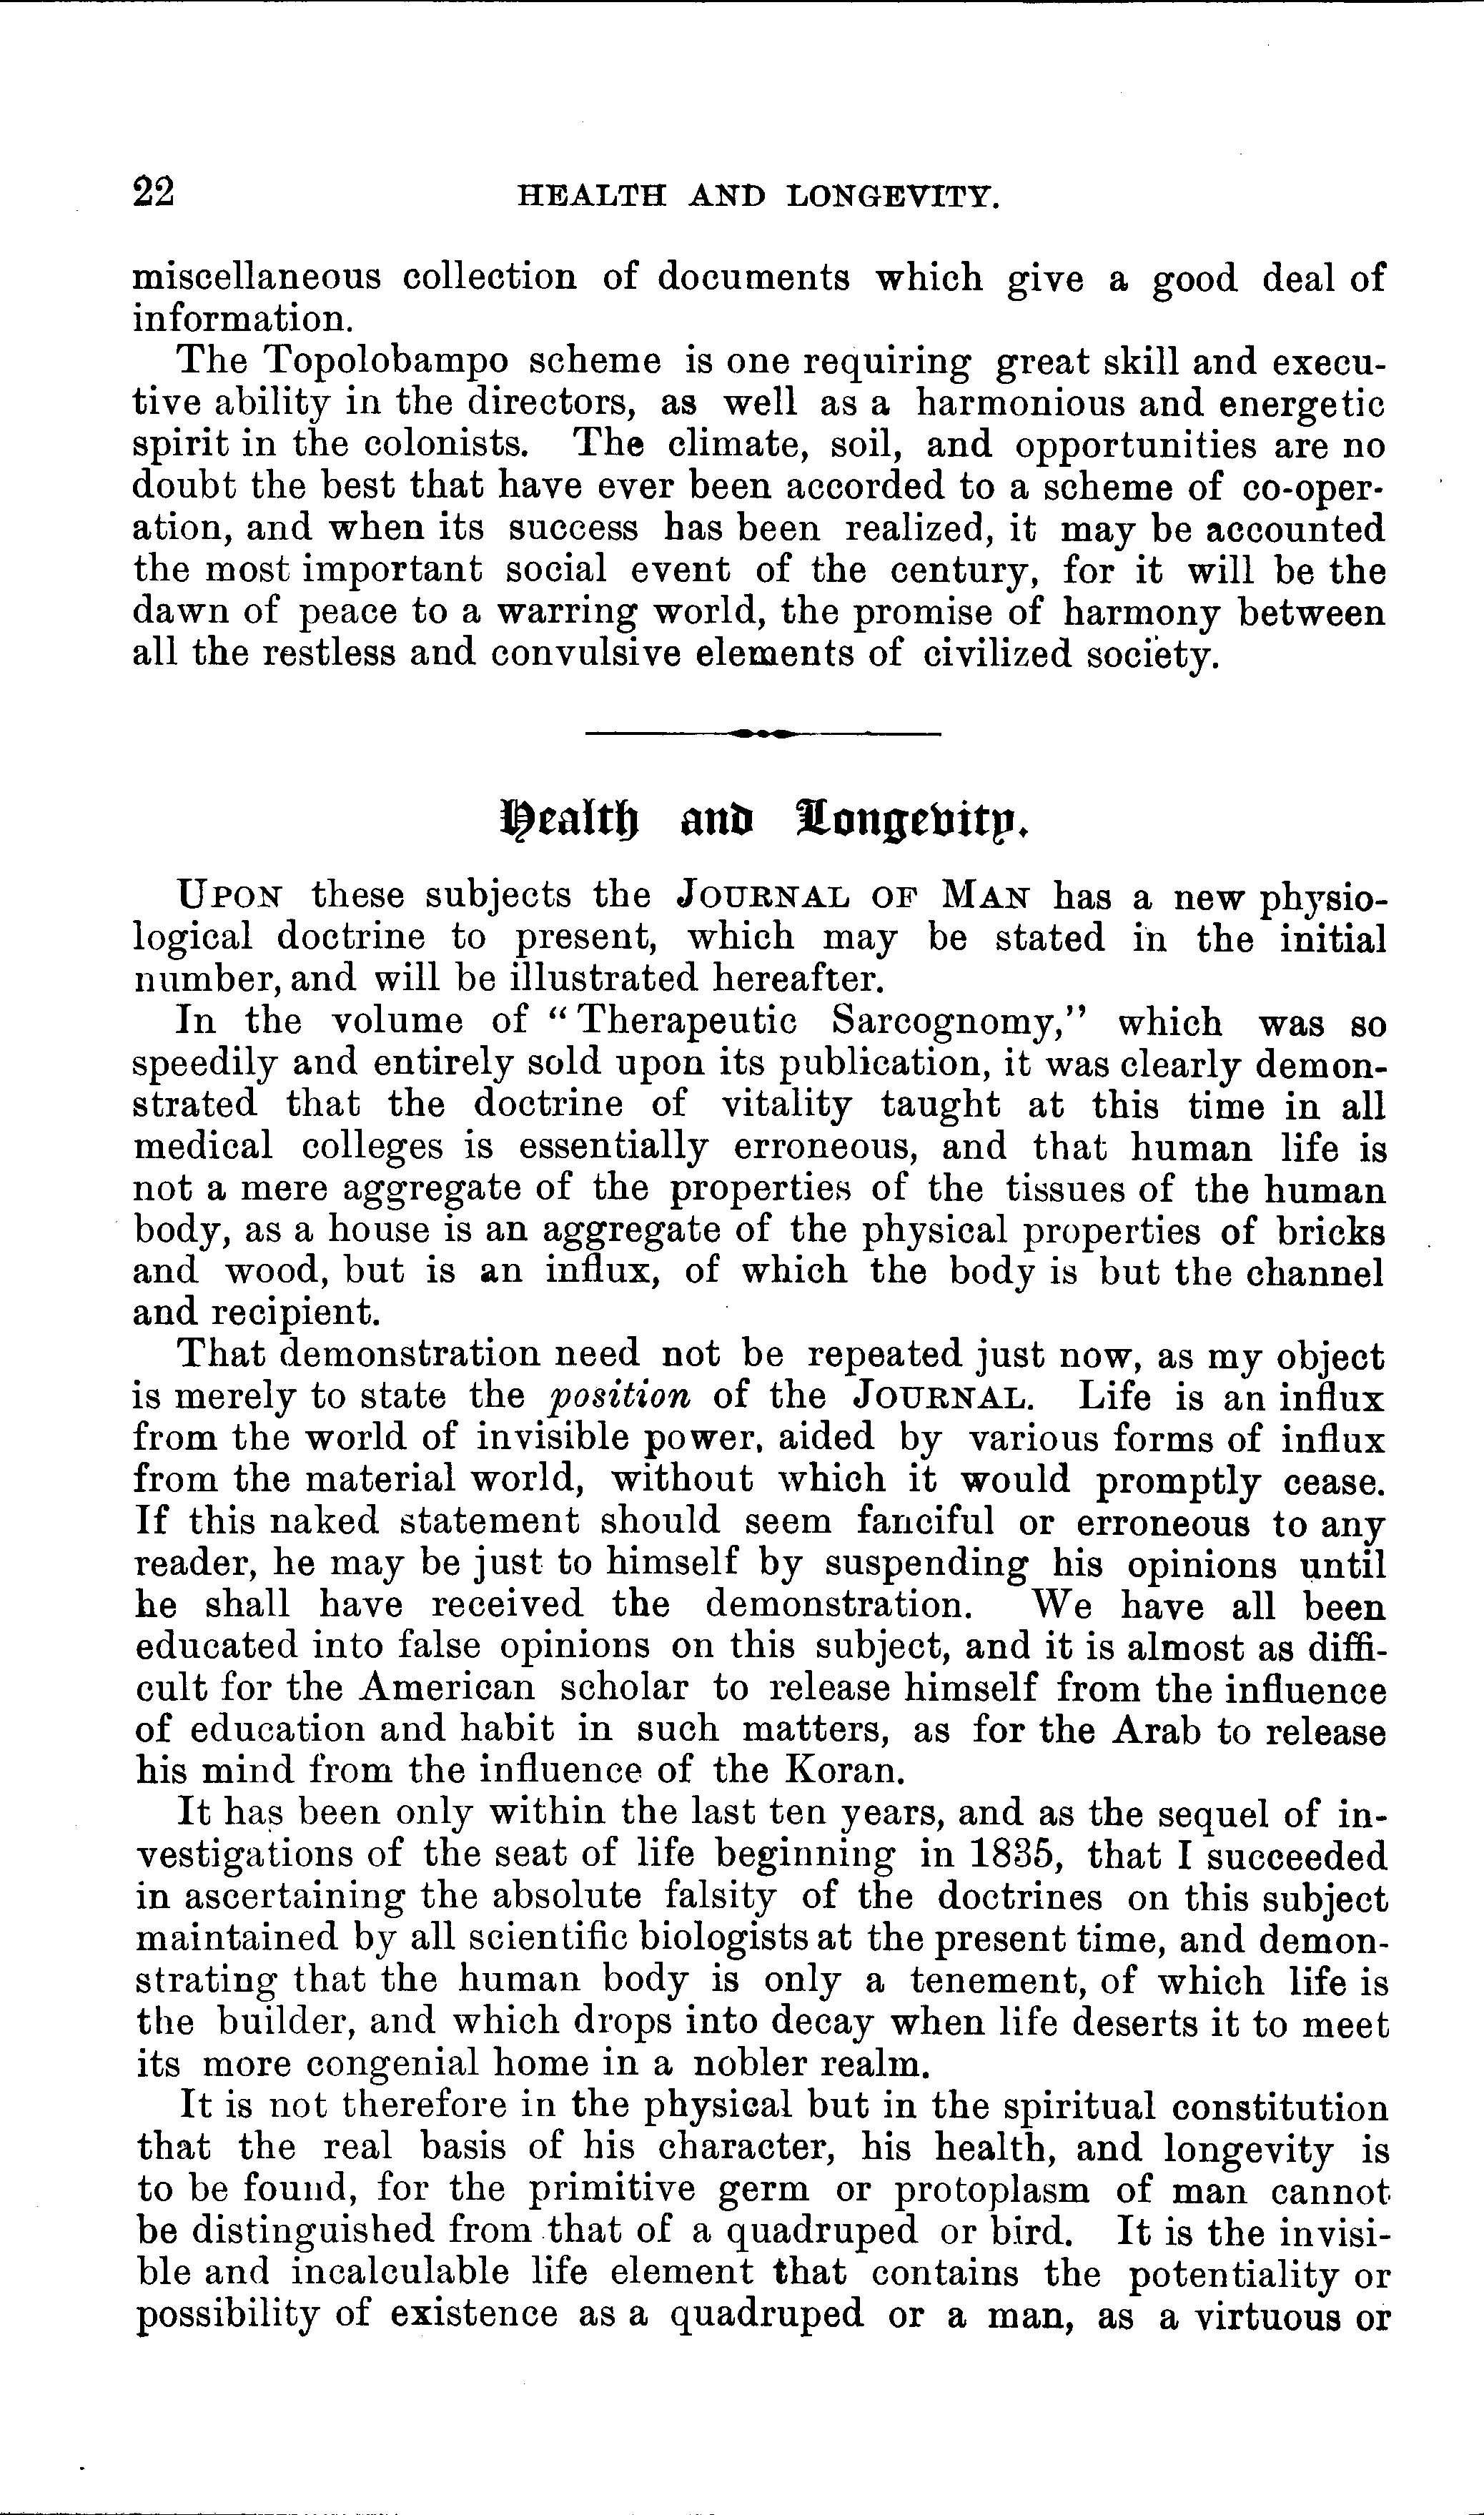 22 HEALTH AND LONGEVITY.
miscellaneous collection of documents which give a good deal of
information.
The Topolobampo scheme is one requiring great skill and execu-
tive ability in the directors, as well as a harmonious and energetic
spirit in the colonists. The climate, soil, and opportunities are no
doubt the best that have ever been accorded to a scheme of co-oper-
ation, and when its success has been realized, it may be accounted
the most important social event of the century, for it will be the
dawn of peace to a warring world, the promise of harmony between
all the restless and convulsive elements of civilized society.
Health and Longevity.
UPON these subjects the JOURNAL OF MAN has a new physio-
logical doctrine to present, which may be stated in the initial
number, and will be illustrated hereafter.
In the volume of "Therapeutic Sarcognomy," which was so
speedily and entirely sold upon its publication, it was clearly demon-
strated that the doctrine of vitality taught at this time in all
medical colleges is essentially erroneous, and that human life is
not a mere aggregate of the properties of the tissues of the human
body, as a house is an aggregate of the physical properties of bricks
and wood, but is an influx, of which the body is but the channel
and recipient.
That demonstration need not be repeated just now, as my object
is merely to state the position of the JOURNAL. Life is an influx
from the world of invisible power, aided by various forms of influx
from the material world, without which it would promptly cease.
If this naked statement should seem fanciful or erroneous to any
reader, he may be just to himself by suspending his opinions until
he shall have received the demonstration. We have all been
educated into false opinions on this subject, and it is almost as diffi-
cult for the American scholar to release himself from the influence
of education and habit in such matters, as for the Arab to release
his mind from the influence of the Koran.
It has been only within the last ten years, and as the sequel of in-
vestigations of the seat of life beginning in 1835, that I succeeded
in ascertaining the absolute falsity of the doctrines on this subject
maintained by all scientific biologists at the present time, and demon-
strating that the human body is only a tenement, of which life is
the builder, and which drops into decay when life deserts it to meet
its more congenial home in a nobler realm.
It is not therefore in the physical but in the spiritual constitution
that the real basis of his character, his health, and longevity is
to be found, for the primitive germ or protoplasm of man cannot
be distinguished from that of a quadruped or bird. It is the invisi-
ble and incalculable life element that contains the potentiality or
possibility of existence as a quadruped or a man, as a virtuous or